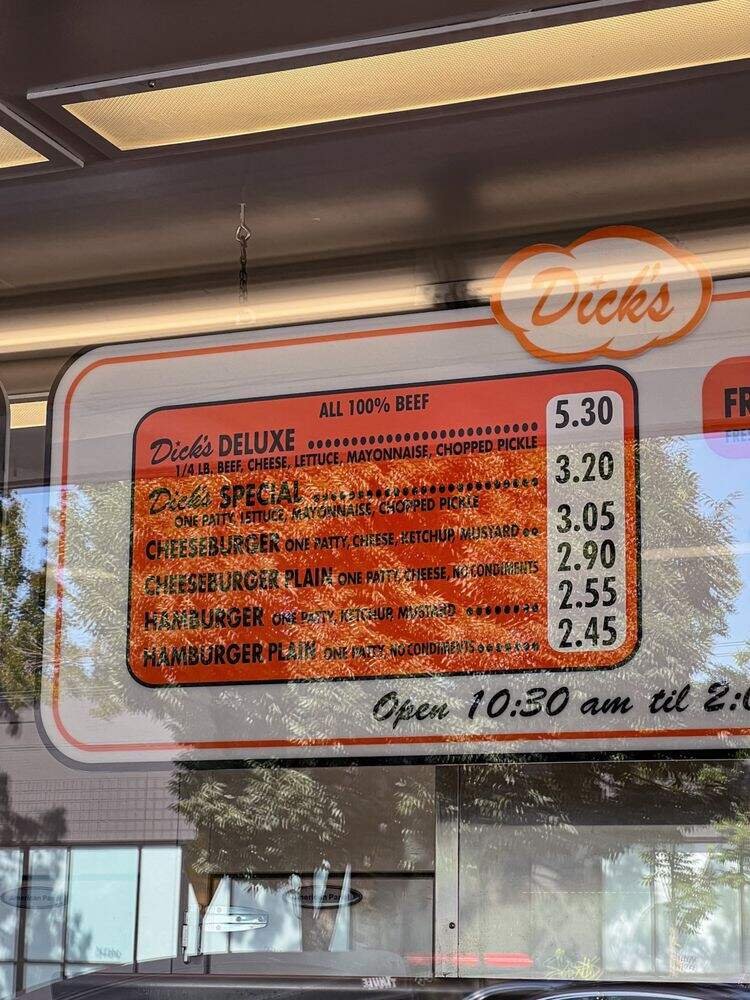 Dick's
ALL 100% BEEF
Dick's DELUXE 5.30
1/4 LB. BEEF, CHEESE, LETTUCE, MAYONNAISE, CHOPPED PICKLE
Dick's SPECIAL 3.20
ONE PATTY, LETTUCE, MAYONNAISE, CHOPPED PICKLE
CHEESEBURGER ONE PATTY, CHEESE, KETCHUP, MUSTARD 3.05
CHEESEBURGER PLAIN ONE PATTY, CHEESE, NO CONDIMENTS 2.90
HAMBURGER ONE PATTY, KETCHUP, MUSTARD 2.55
HAMBURGER PLAIN ONE PATTY, NO CONDIMENTS 2.45
Open 10:30 am til 2:
FR
FRE